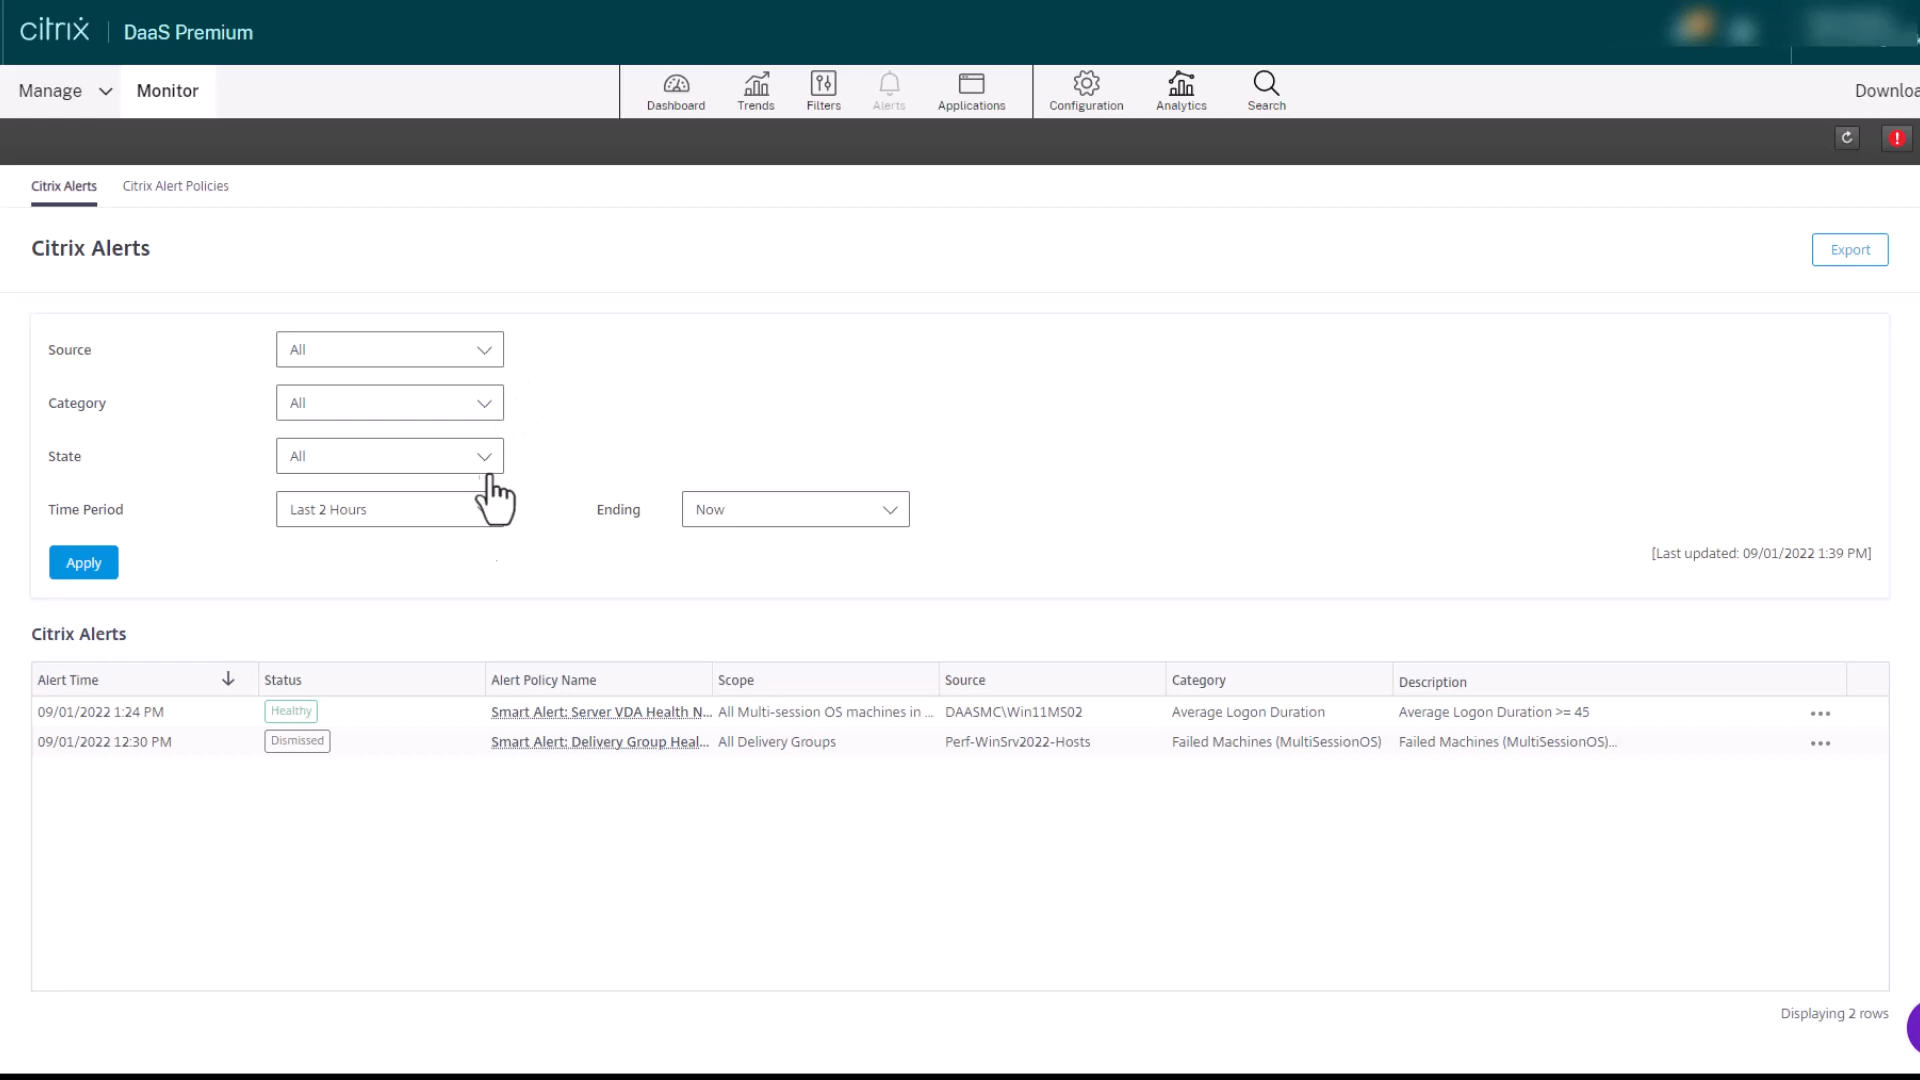 citrix | DaaS Premium
Manage Monitor Dashboard Trends Filters Alerts Applications Configuration Analytics Search Downloa
Citrix Alerts Citrix Alert Policies
Citrix Alerts Export
Source All
Category All
State All
Time Period Last 2 Hours Ending Now
Apply [Last updated: 09/01/2022 1:39 PM]
Citrix Alerts
Alert Time Status Alert Policy Name Scope Source Category Description
09/01/2022 1:24 PM Healthy Smart Alert: Server VDA Health N... All Multi-session OS machines in ... DAASMC\Win11MS02 Average Logon Duration Average Logon Duration >= 45
09/01/2022 12:30 PM Dismissed Smart Alert: Delivery Group Heal... All Delivery Groups Perf-WinSrv2022-Hosts Failed Machines (MultiSessionOS) Failed Machines (MultiSessionOS)...
Displaying 2 rows